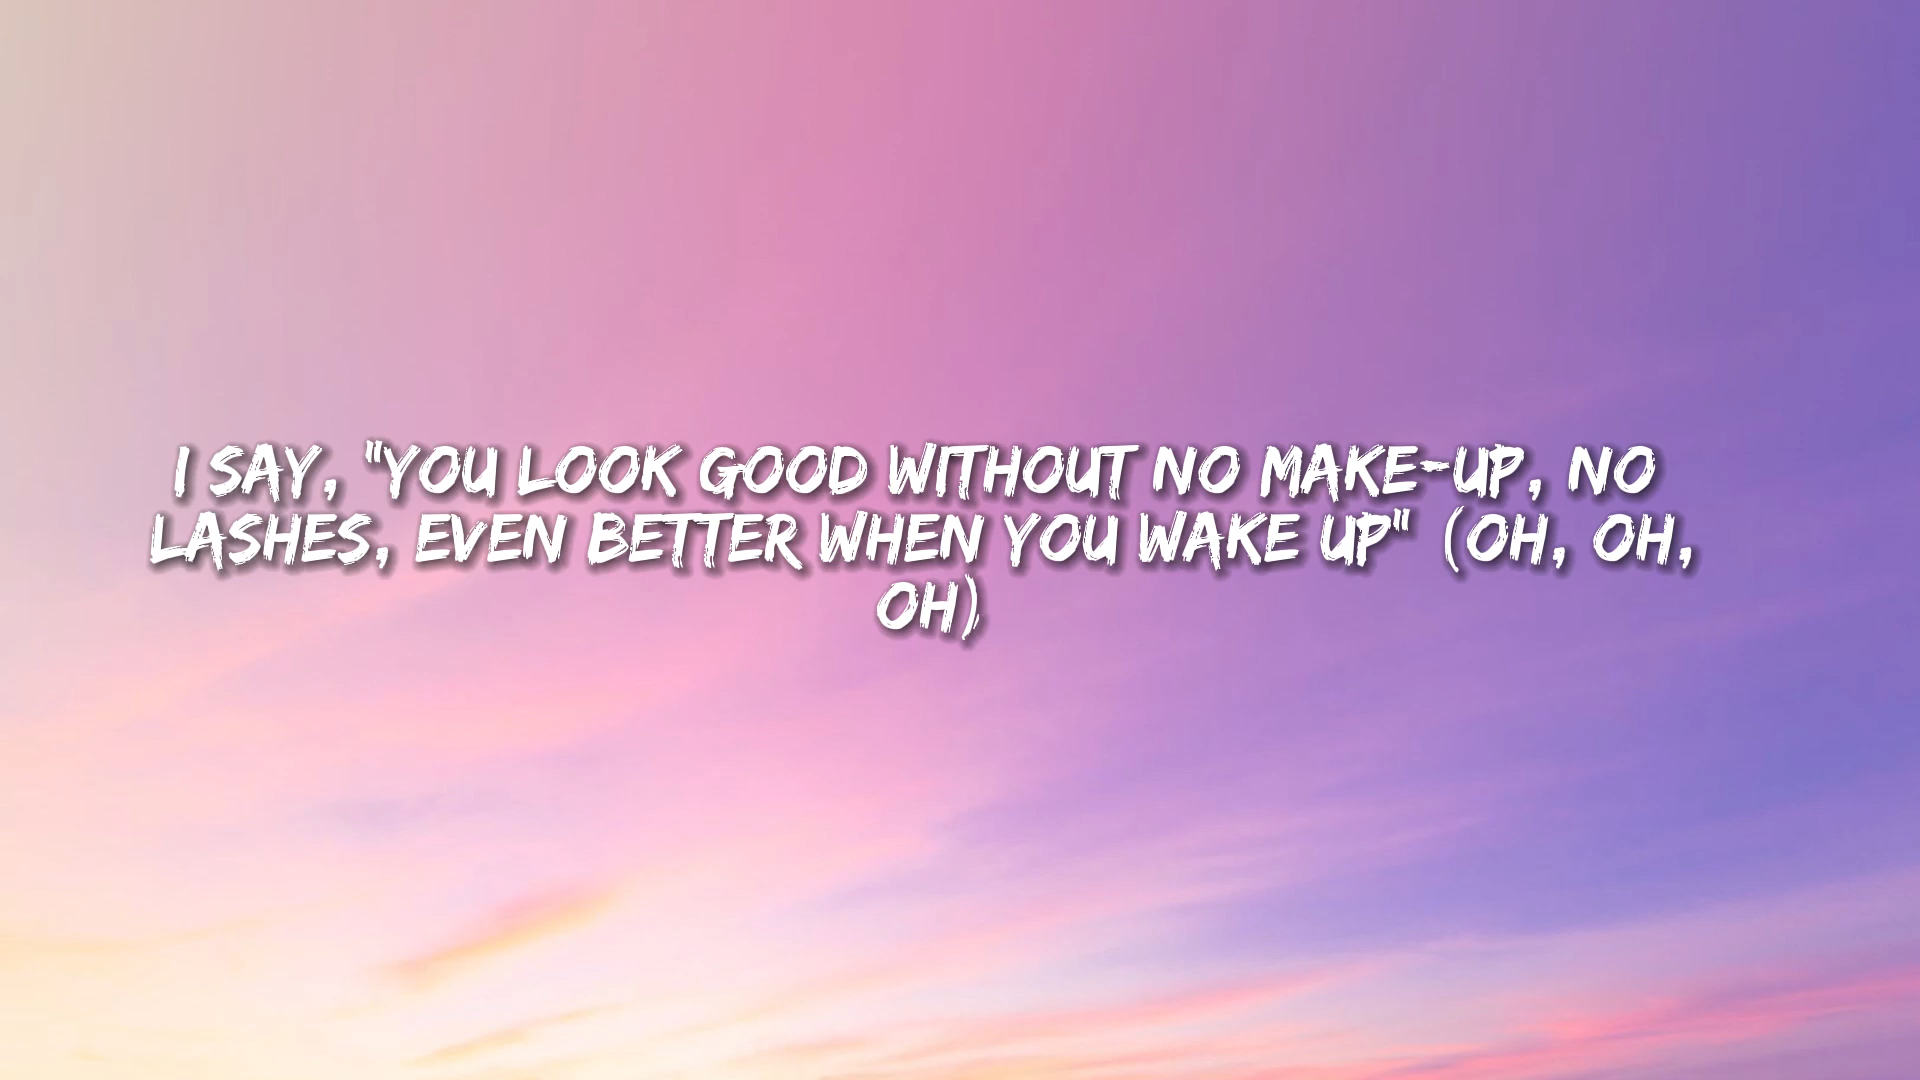 I SAY, "YOU LOOK GOOD WITHOUT NO MAKE-UP, NO
LASHES, EVEN BETTER WHEN YOU WAKE UP" (OH, OH,
OH)